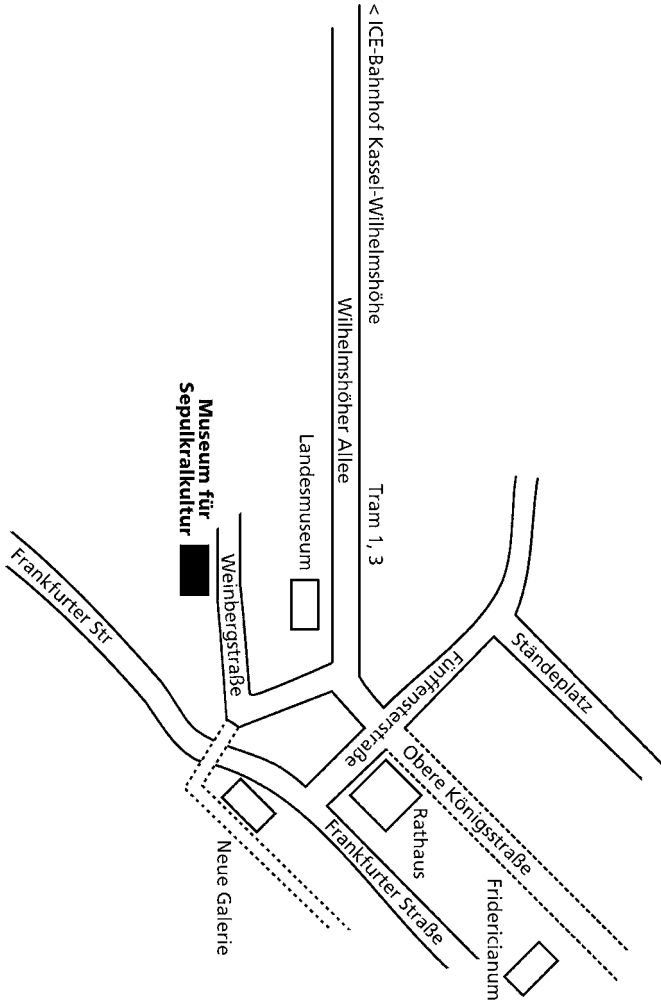 < ICE-Bahnhof Kassel-Wilhelmshöhe
Tram 1, 3
Wilhelmshöher Allee
Landesmuseum
Museum für
Sepulkralkultur
Weinbergstraße
Frankfurter Str
Ständeplatz
Fünffensterstraße
Obere Königsstraße
Rathaus
Fridericianum
Frankfurter Straße
Neue Galerie